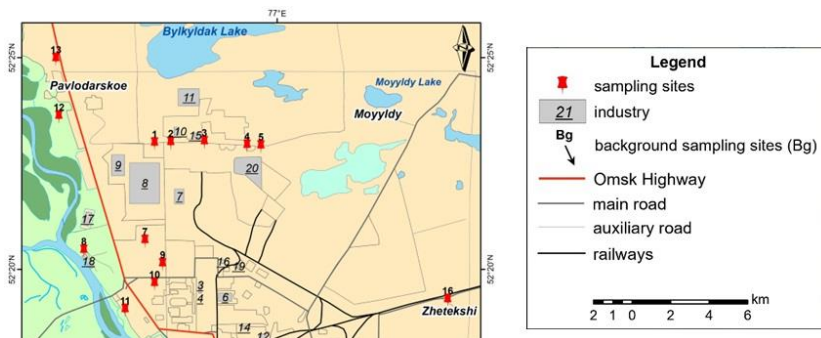 77°E
Bylkyldak Lake
52°25'N
52°25'N
13
Pavlodarskoe
11
Moyyldy Lake
Moyyldy
12
1
2
10
15
3
4
5
9
8
7
20
17
7
8
18
9
16
19
52°20'N
52°20'N
10
3
4
6
16
11
Zhetekshi
14
12
Legend
sampling sites
21 industry
Bg
background sampling sites (Bg)
Omsk Highway
main road
auxiliary road
railways
km
2 1 0 2 4 6